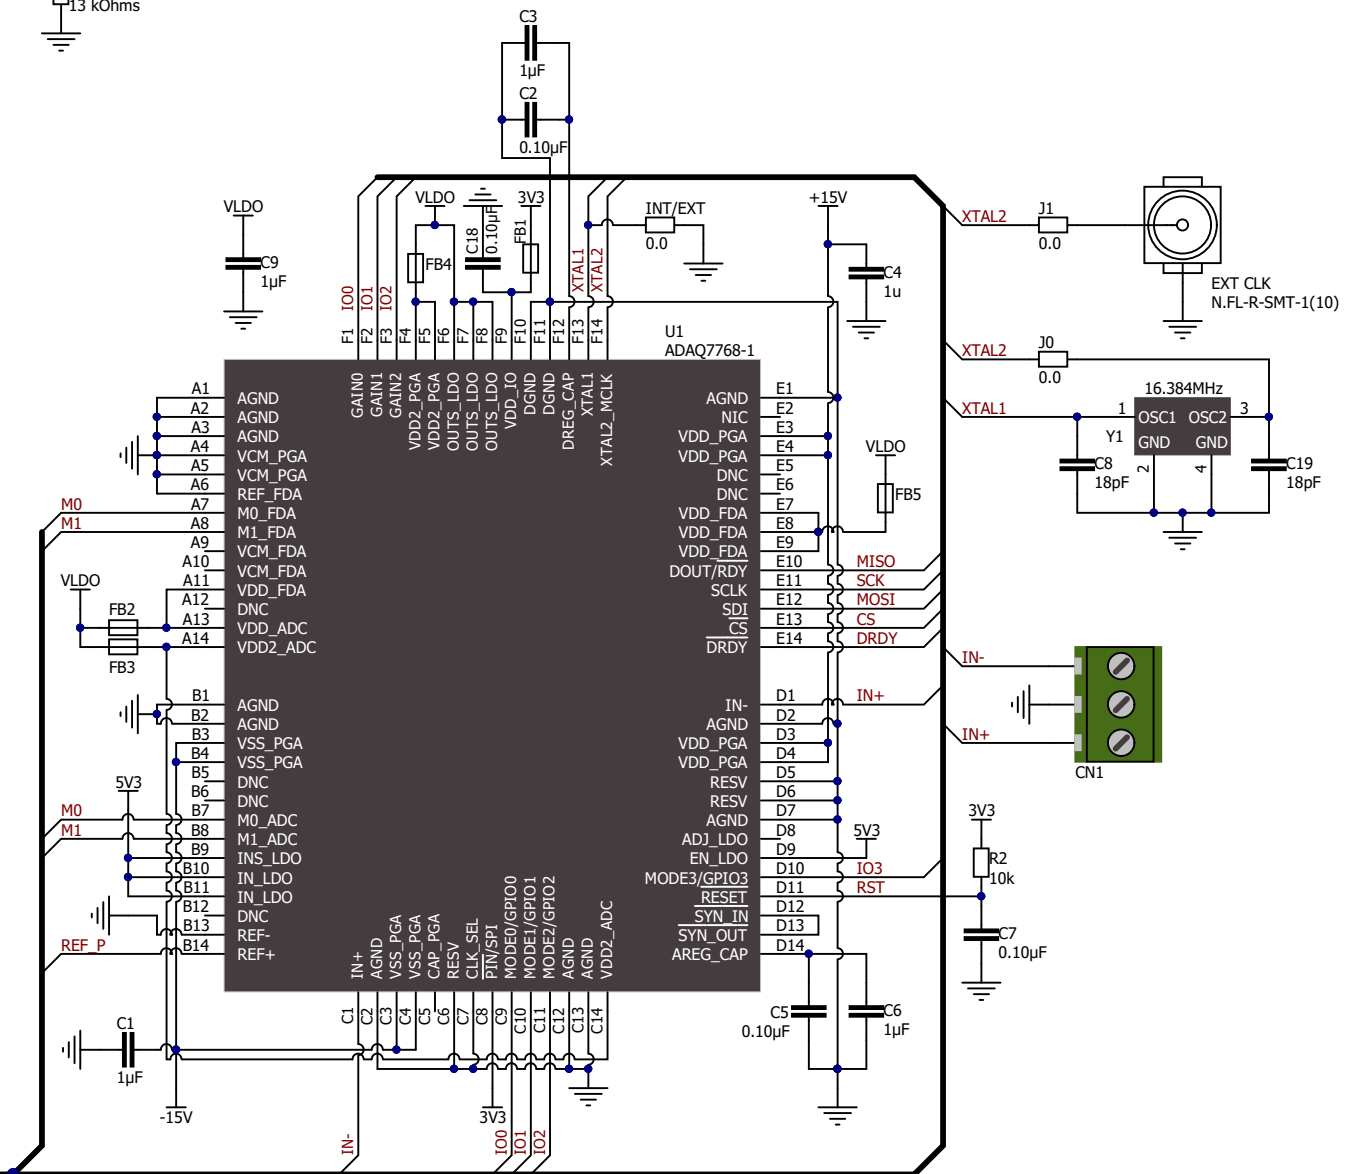 13 kOhms
C3
1µF
C2
0.10µF
VLDO
C9
1µF
VLDO
FB4
C18
0.10µF
3V3
FB1
XTAL1
XTAL2
INT/EXT
0.0
+15V
C4
1u
XTAL2
J1
0.0
EXT CLK
N.FL-R-SMT-1(10)
XTAL2
J0
0.0
XTAL1
16.384MHz
1
OSC1
OSC2
3
Y1
GND
GND
2
4
C8
18pF
C19
18pF
IO0
IO1
IO2
F1
F2
F3
F4
F5
F6
F7
F8
F9
F10
F11
F12
F13
F14
U1
ADAQ7768-1
GAIN0
GAIN1
GAIN2
VDD2_PGA
VDD2_PGA
OUTS_LDO
OUTS_LDO
OUTS_LDO
VDD_IO
DGND
DGND
DREG_CAP
XTAL1
XTAL2_MCLK
A1 AGND
A2 AGND
A3 AGND
A4 VCM_PGA
A5 VCM_PGA
A6 REF_FDA
M0 A7 M0_FDA
M1 A8 M1_FDA
A9 VCM_FDA
A10 VCM_FDA
A11 VDD_FDA
A12 DNC
A13 VDD_ADC
A14 VDD2_ADC
VLDO
FB2
FB3
AGND E1
NIC E2
VDD_PGA E3
VDD_PGA E4
DNC E5
DNC E6
VDD_FDA E7
VDD_FDA E8
VDD_FDA E9
DOUT/RDY E10 MISO
SCLK E11 SCK
SDI E12 MOSI
CS E13 CS
DRDY E14 DRDY
VLDO
FB5
B1 AGND
B2 AGND
B3 VSS_PGA
B4 VSS_PGA
B5 DNC
B6 DNC
M0 B7 M0_ADC
M1 B8 M1_ADC
B9 INS_LDO
B10 IN_LDO
B11 IN_LDO
B12 DNC
B13 REF-
REF_P B14 REF+
5V3
IN- D1 IN+
AGND D2
VDD_PGA D3
VDD_PGA D4
RESV D5
RESV D6
AGND D7
ADJ_LDO D8
EN_LDO D9 5V3
MODE3/GPIO3 D10 IO3
RESET D11 RST
SYN_IN D12
SYN_OUT D13
AREG_CAP D14
IN-
IN+
CN1
3V3
R2
10k
C7
0.10µF
IN+
AGND
VSS_PGA
VSS_PGA
CAP_PGA
RESV
CLK_SEL
PIN/SPI
MODE0/GPIO0
MODE1/GPIO1
MODE2/GPIO2
AGND
AGND
VDD2_ADC
C1
C2
C3
C4
C5
C6
C7
C8
C9
C10
C11
C12
C13
C14
C5
0.10µF
C6
1µF
C1
1µF
-15V
3V3
IN-
IO0
IO1
IO2